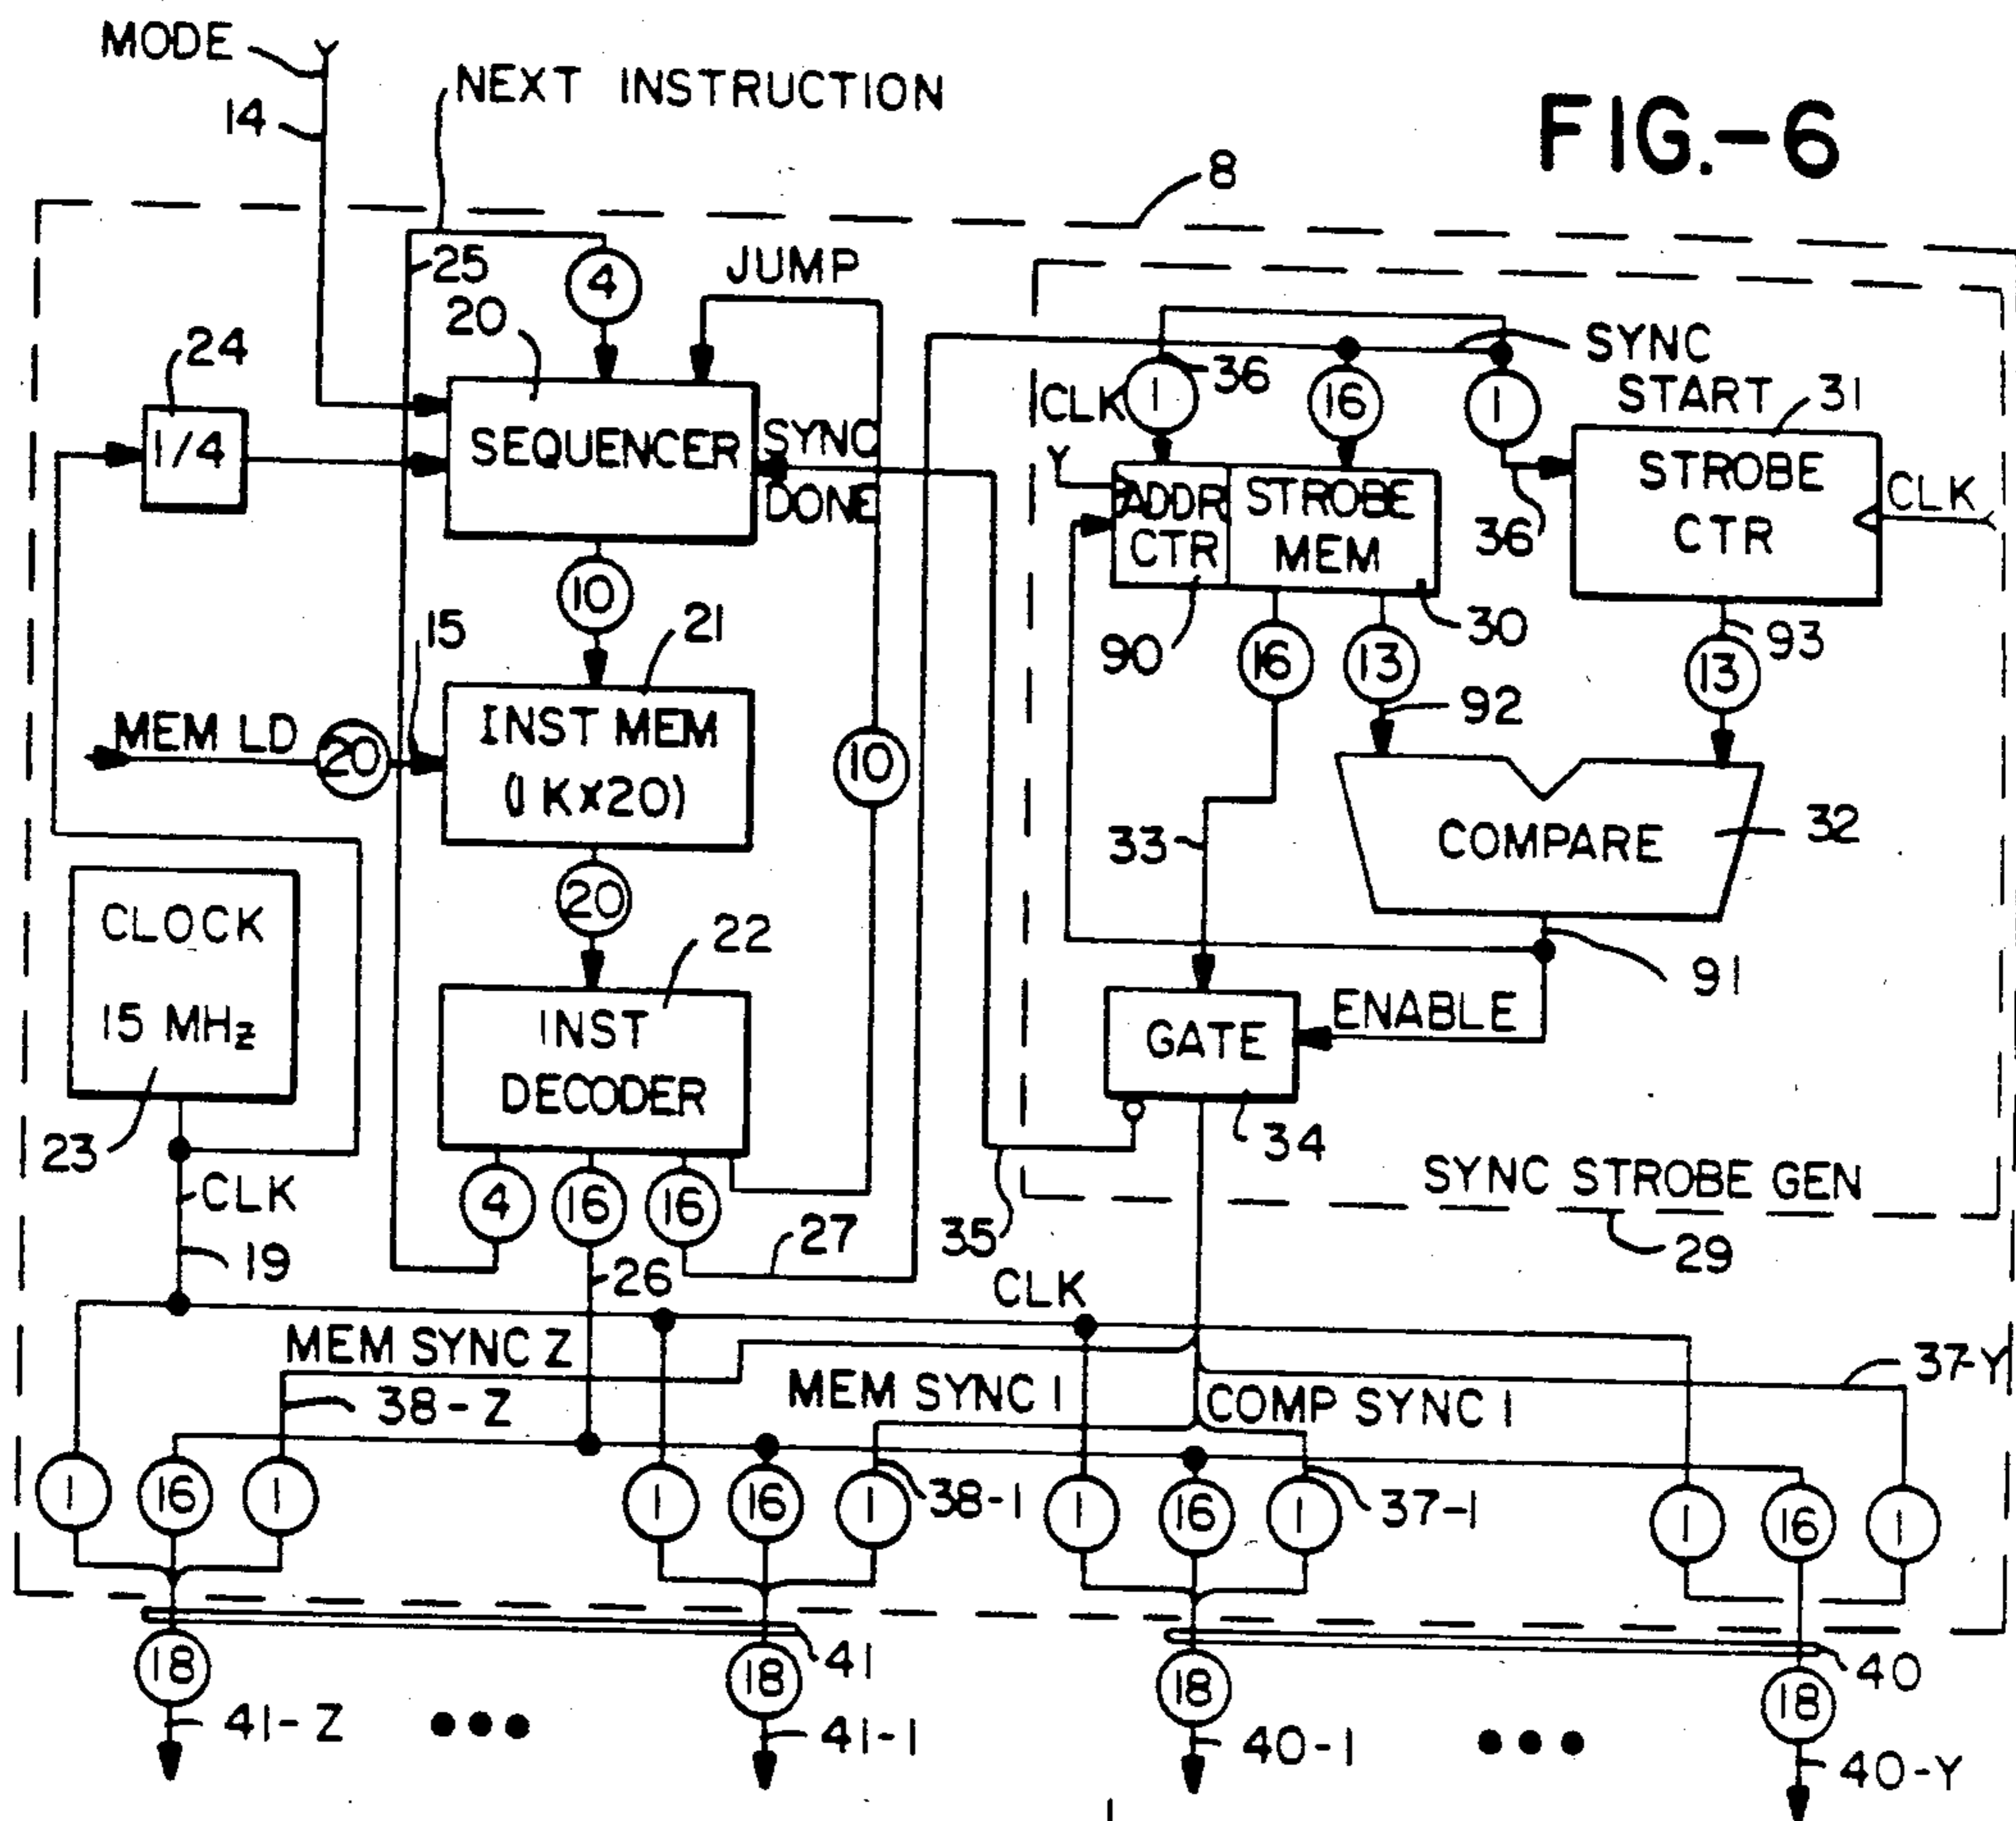 MODE
14
NEXT INSTRUCTION
FIG.-6
8
25
4
JUMP
20
24
1/4
SEQUENCER
SYNC
DONE
CLK
1
36
16
1
SYNC
START
31
ADDR
CTR
STROBE
MEM
36
STROBE
CTR
CLK
10
15
21
90
16
13
30
93
13
92
MEM LD
20
INST MEM
(1K×20)
10
33
COMPARE
32
20
CLOCK
15 MHz
23
22
INST
DECODER
91
ENABLE
GATE
34
4
16
16
27
35
SYNC STROBE GEN
29
CLK
19
26
CLK
MEM SYNC Z
38-Z
MEM SYNC 1
COMP SYNC 1
37-Y
1
16
1
1
16
1
38-1
1
16
1
37-1
1
16
1
18
18
41
18
18
40
41-Z
41-1
40-1
40-Y